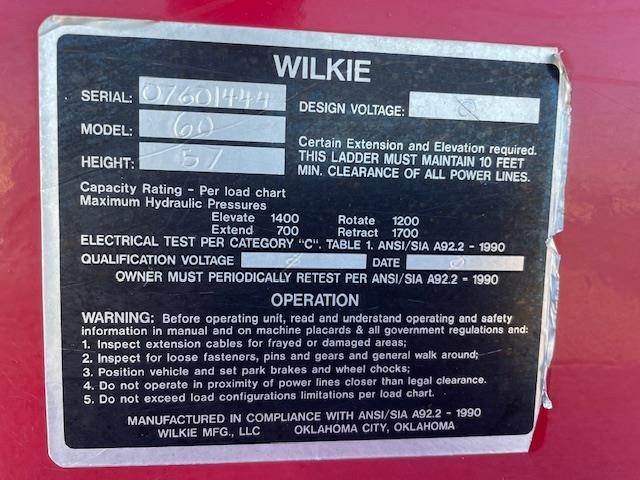 WILKIE
SERIAL: 07601444 DESIGN VOLTAGE: 0
MODEL: 60
HEIGHT: 57
Certain Extension and Elevation required.
THIS LADDER MUST MAINTAIN 10 FEET
MIN. CLEARANCE OF ALL POWER LINES.
Capacity Rating - Per load chart
Maximum Hydraulic Pressures
Elevate 1400 Rotate 1200
Extend 700 Retract 1700
ELECTRICAL TEST PER CATEGORY "C". TABLE 1. ANSI/SIA A92.2 - 1990
QUALIFICATION VOLTAGE 0 DATE 0
OWNER MUST PERIODICALLY RETEST PER ANSI/SIA A92.2 - 1990
OPERATION
WARNING: Before operating unit, read and understand operating and safety
information in manual and on machine placards & all government regulations and:
1. Inspect extension cables for frayed or damaged areas;
2. Inspect for loose fasteners, pins and gears and general walk around;
3. Position vehicle and set park brakes and wheel chocks;
4. Do not operate in proximity of power lines closer than legal clearance.
5. Do not exceed load configurations limitations per load chart.
MANUFACTURED IN COMPLIANCE WITH ANSI/SIA A92.2 - 1990
WILKIE MFG., LLC OKLAHOMA CITY, OKLAHOMA